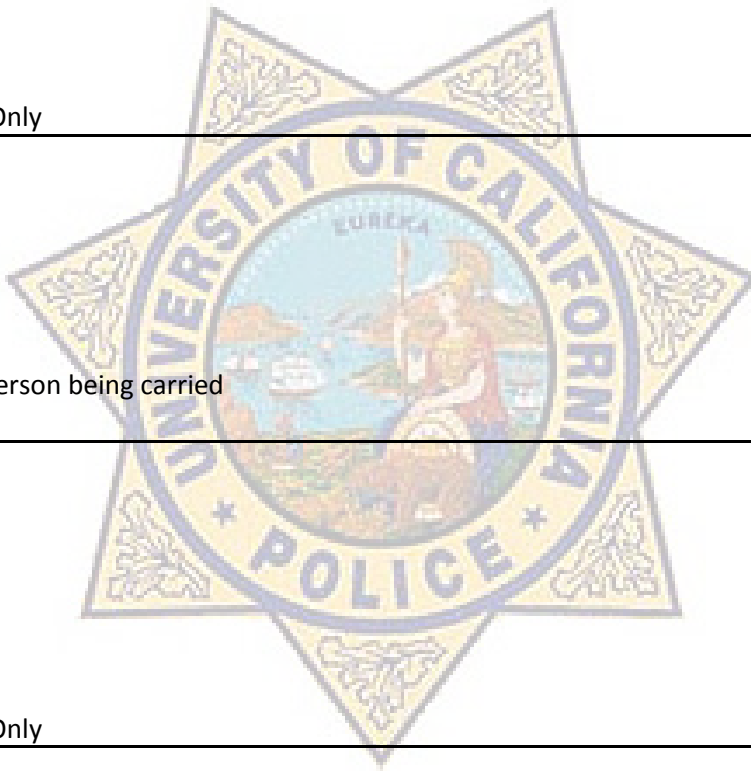 Only
UNIVERSITY OF CALIFORNIA
EUREKA
erson being carried
POLICE
Only